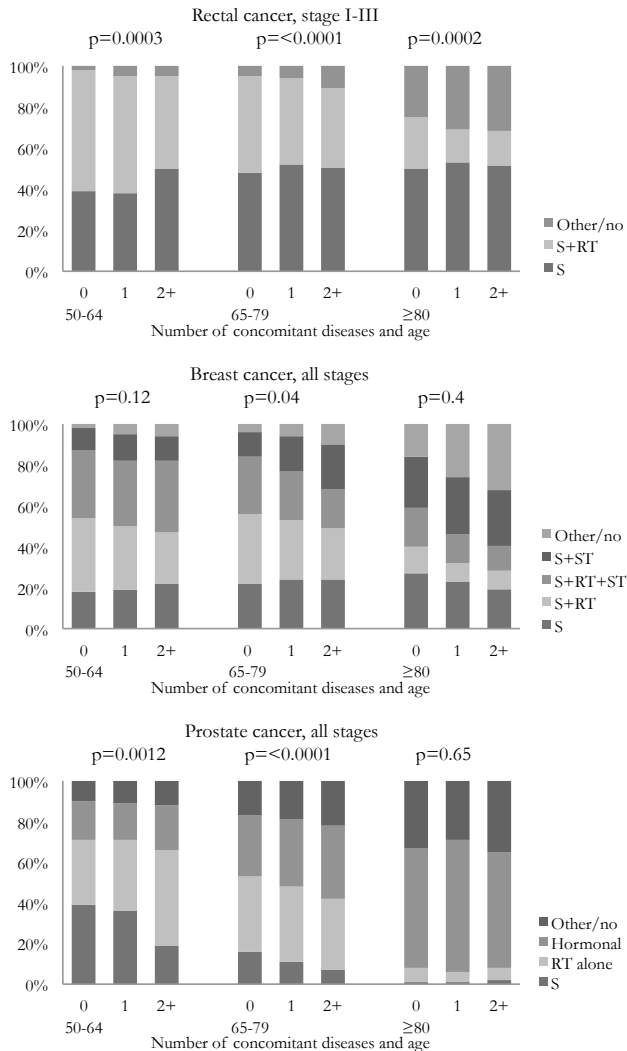 Rectal cancer, stage I-III
p=0.0003 p=<0.0001 p=0.0002
100%
80%
60%
40%
20%
0%
Other/no
S+RT
S
0 1 2+ 0 1 2+ 0 1 2+
50-64 65-79 ≥80
Number of concomitant diseases and age
Breast cancer, all stages
p=0.12 p=0.04 p=0.4
100%
80%
60%
40%
20%
0%
Other/no
S+ST
S+RT+ST
S+RT
S
0 1 2+ 0 1 2+ 0 1 2+
50-64 65-79 ≥80
Number of concomitant diseases and age
Prostate cancer, all stages
p=0.0012 p=<0.0001 p=0.65
100%
80%
60%
40%
20%
0%
Other/no
Hormonal
RT alone
S
0 1 2+ 0 1 2+ 0 1 2+
50-64 65-79 ≥80
Number of concomitant diseases and age